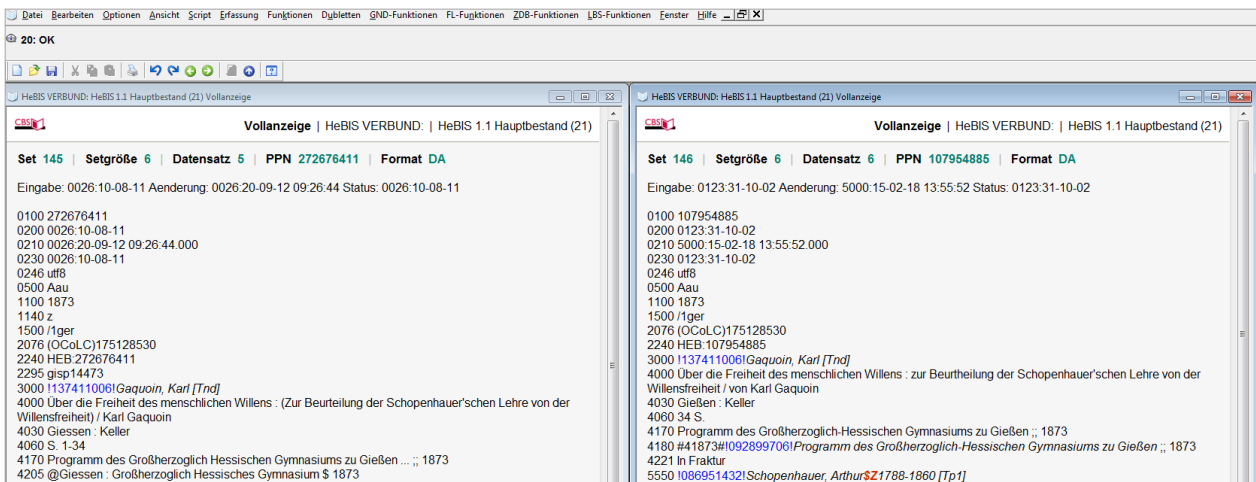 Datei Bearbeiten Optionen Ansicht Script Erfassung Funktionen Dubletten GND-Funktionen FL-Funktionen ZDB-Funktionen LBS-Funktionen Fenster Hilfe
20: OK
HeBIS VERBUND: HeBIS 1.1 Hauptbestand (21) Vollanzeige
CBS
Vollanzeige | HeBIS VERBUND: | HeBIS 1.1 Hauptbestand (21)
Set 145 | Setgröße 6 | Datensatz 5 | PPN 272676411 | Format DA
Eingabe: 0026:10-08-11 Aenderung: 0026:20-09-12 09:26:44 Status: 0026:10-08-11
0100 272676411
0200 0026:10-08-11
0210 0026:20-09-12 09:26:44.000
0230 0026:10-08-11
0246 utf8
0500 Aau
1100 1873
1140 z
1500 /1ger
2076 (OCoLC)175128530
2240 HEB:272676411
2295 gisp14473
3000 !137411006!Gaquoin, Karl [Tnd]
4000 Über die Freiheit des menschlichen Willens : (Zur Beurteilung der Schopenhauer'schen Lehre von der
Willensfreiheit) / Karl Gaquoin
4030 Giessen : Keller
4060 S. 1-34
4170 Programm des Großherzoglich Hessischen Gymnasiums zu Gießen ... ;; 1873
4205 @Giessen : Großherzoglich Hessisches Gymnasium $ 1873
HeBIS VERBUND: HeBIS 1.1 Hauptbestand (21) Vollanzeige
CBS
Vollanzeige | HeBIS VERBUND: | HeBIS 1.1 Hauptbestand (21)
Set 146 | Setgröße 6 | Datensatz 6 | PPN 107954885 | Format DA
Eingabe: 0123:31-10-02 Aenderung: 5000:15-02-18 13:55:52 Status: 0123:31-10-02
0100 107954885
0200 0123:31-10-02
0210 5000:15-02-18 13:55:52.000
0230 0123:31-10-02
0246 utf8
0500 Aau
1100 1873
1500 /1ger
2076 (OCoLC)175128530
2240 HEB:107954885
3000 !137411006!Gaquoin, Karl [Tnd]
4000 Über die Freiheit des menschlichen Willens : zur Beurtheilung der Schopenhauer'schen Lehre von der
Willensfreiheit / von Karl Gaquoin
4030 Gießen : Keller
4060 34 S.
4170 Programm des Großherzoglich-Hessischen Gymnasiums zu Gießen ;; 1873
4180 #41873#!092899706!Programm des Großherzoglich-Hessischen Gymnasiums zu Gießen ;; 1873
4221 In Fraktur
5550 !086951432!Schopenhauer, Arthur$Z1788-1860 [Tp1]